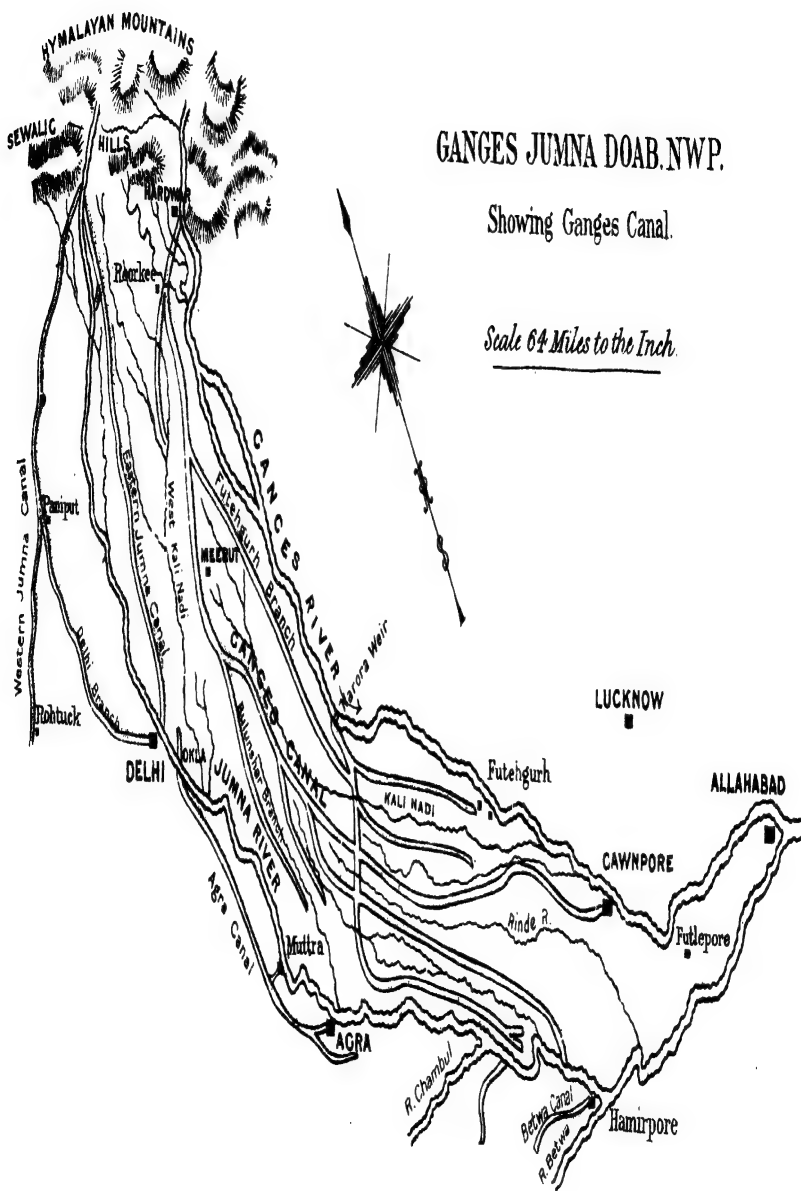 HYMALAYAN MOUNTAINS
SEWALIC HILLS
HARDWAR
Roorkee
GANGES JUMNA DOAB. NWP.
Showing Ganges Canal.
Scale 64 Miles to the Inch.
GANGES RIVER
Futehgurh Branch
Western Jumna Canal
Paniput
Eastern Jumna Canal
West Kali Nadi
MEERUT
Delhi Branch
Rohtuck
DELHI
OKLA
JUMNA RIVER
GANGES CANAL
Bulunshar Branch
Narora Weir
LUCKNOW
Futehgurh
KALI NADI
ALLAHABAD
CAWNPORE
Rinde R.
Futlepore
Agra Canal
Muttra
AGRA
R. Chambul
Betwa Canal
R. Betwa
Hamirpore